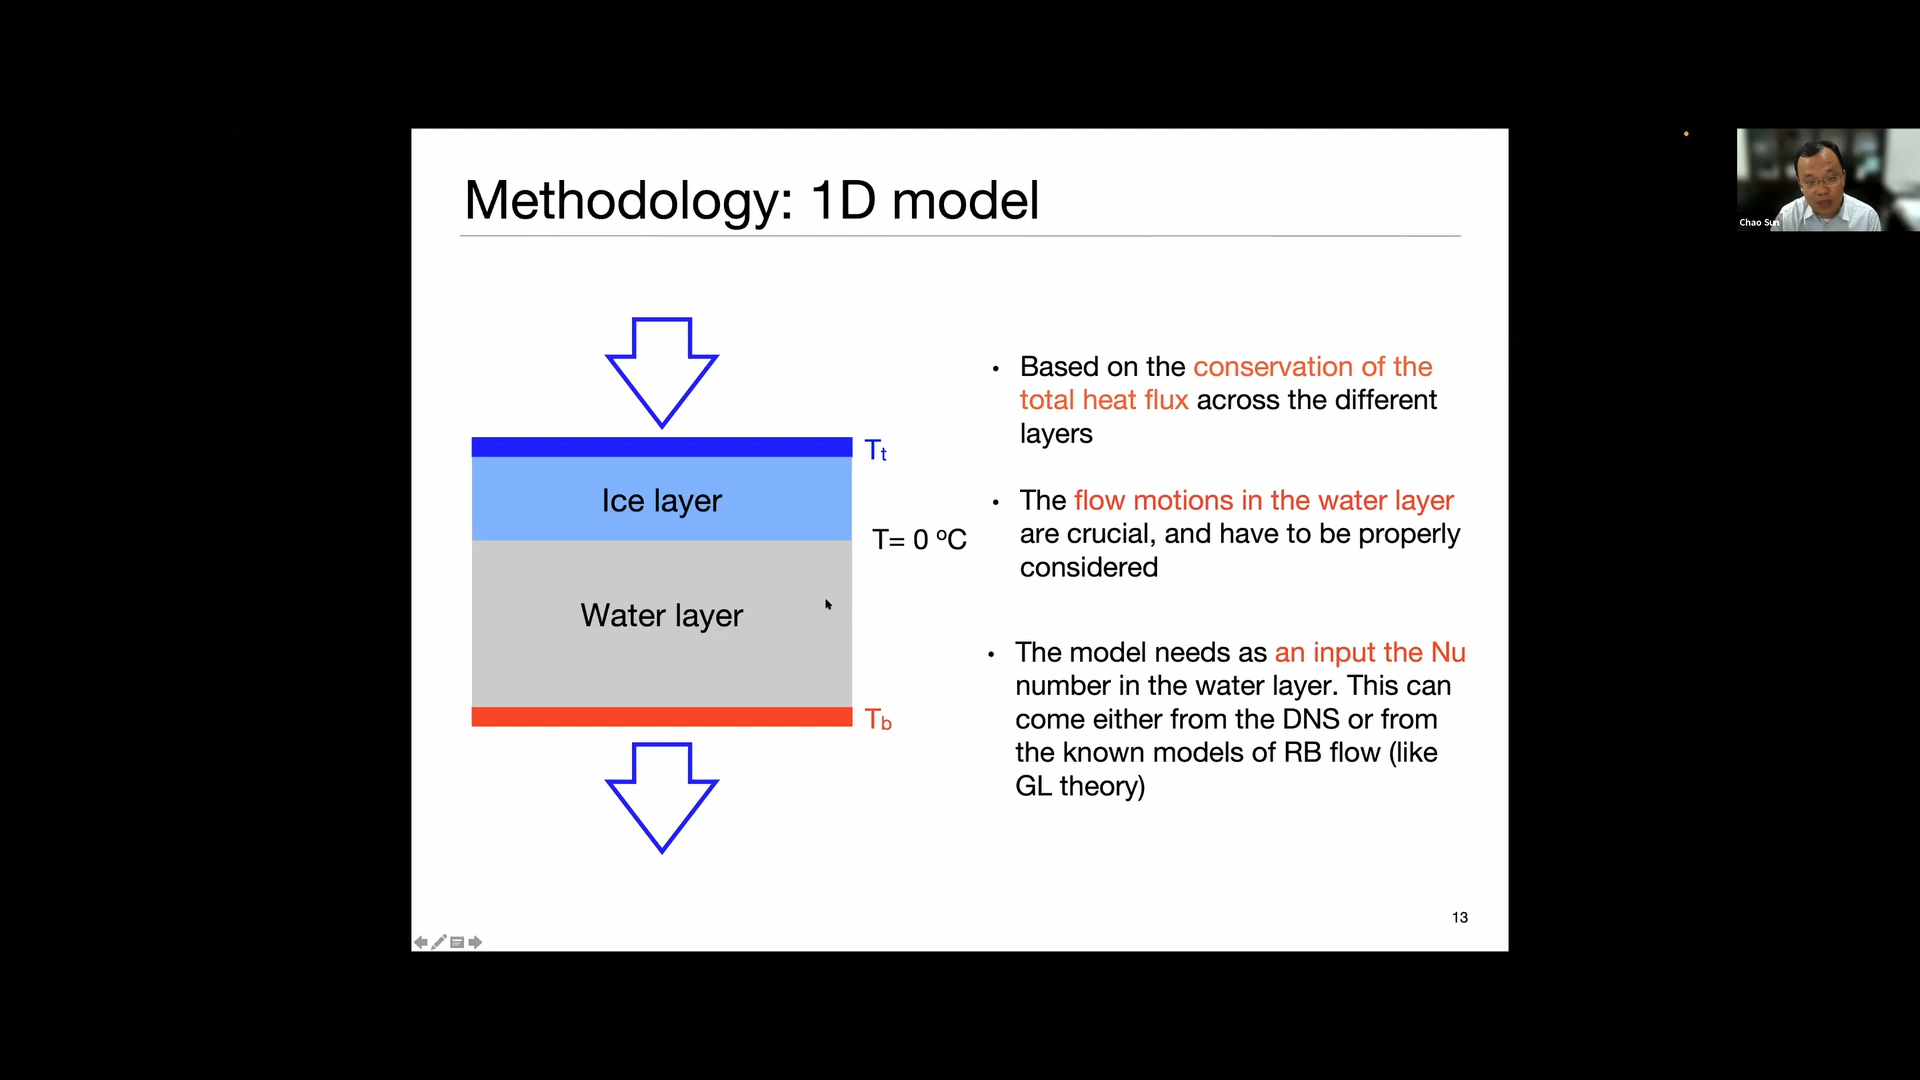 Methodology: 1D model
Tt
Ice layer
T= 0 ºC
Water layer
Tb
• Based on the conservation of the
total heat flux across the different
layers
• The flow motions in the water layer
are crucial, and have to be properly
considered
• The model needs as an input the Nu
number in the water layer. This can
come either from the DNS or from
the known models of RB flow (like
GL theory)
13
Chao Sun